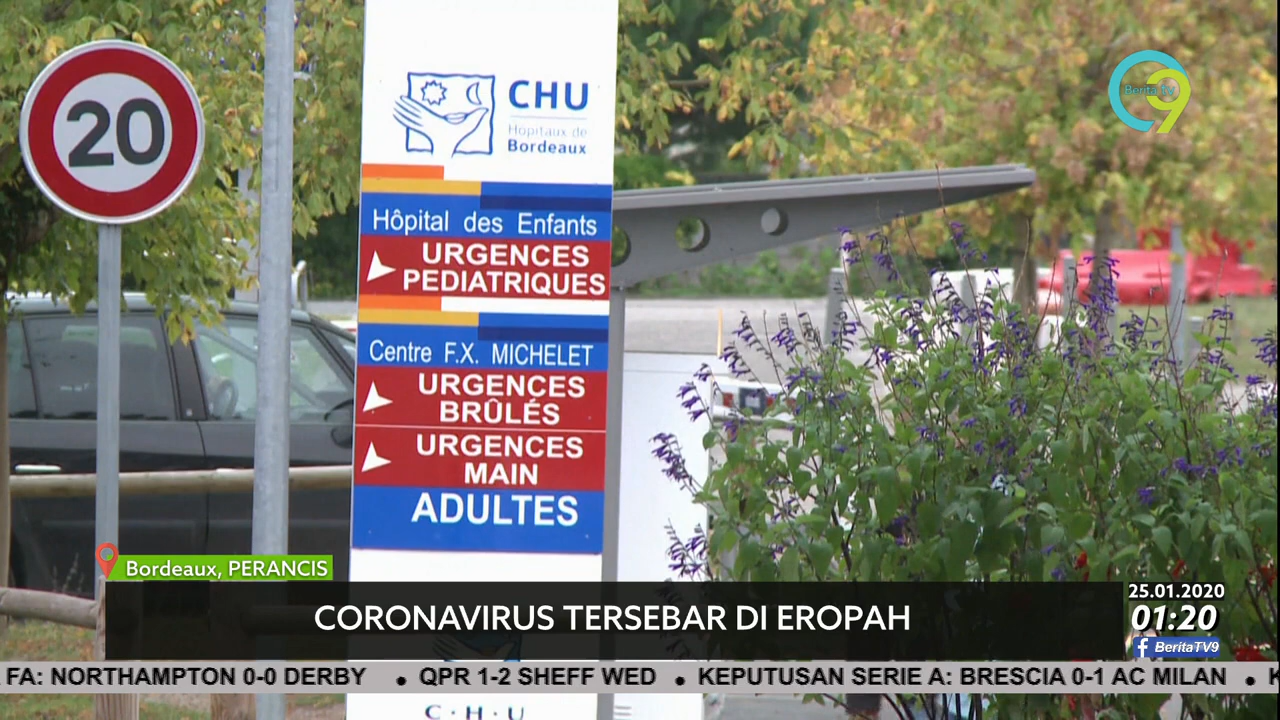 20
CHU
Hôpitaux de
Bordeaux
Berita TV
9
Hôpital des Enfants
URGENCES
PEDIATRIQUES
Centre F.X. MICHELET
URGENCES
BRÛLÉS
URGENCES
MAIN
ADULTES
Bordeaux, PERANCIS
CORONAVIRUS TERSEBAR DI EROPAH
25.01.2020
01:20
f BeritaTV9
FA: NORTHAMPTON 0-0 DERBY • QPR 1-2 SHEFF WED • KEPUTUSAN SERIE A: BRESCIA 0-1 AC MILAN • K
C·H·U